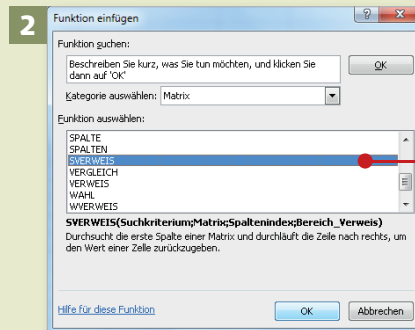 2
Funktion einfügen
Funktion suchen:
Beschreiben Sie kurz, was Sie tun möchten, und klicken Sie
dann auf 'OK'
OK
Kategorie auswählen: Matrix
Funktion auswählen:
SPALTE
SPALTEN
SVERWEIS
VERGLEICH
VERWEIS
WAHL
WVERWEIS
SVERWEIS(Suchkriterium;Matrix;Spaltenindex;Bereich_Verweis)
Durchsucht die erste Spalte einer Matrix und durchläuft die Zeile nach rechts, um
den Wert einer Zelle zurückzugeben.
Hilfe für diese Funktion
OK
Abbrechen